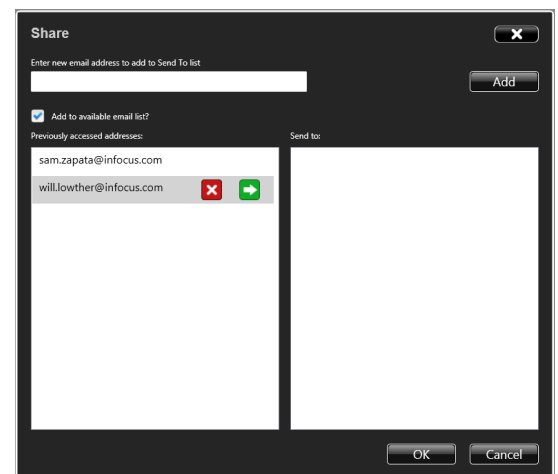 Share
Enter new email address to add to Send To list
Add
Add to available email list?
Previously accessed addresses:
Send to:
sam.zapata@infocus.com
will.lowther@infocus.com
OK
Cancel